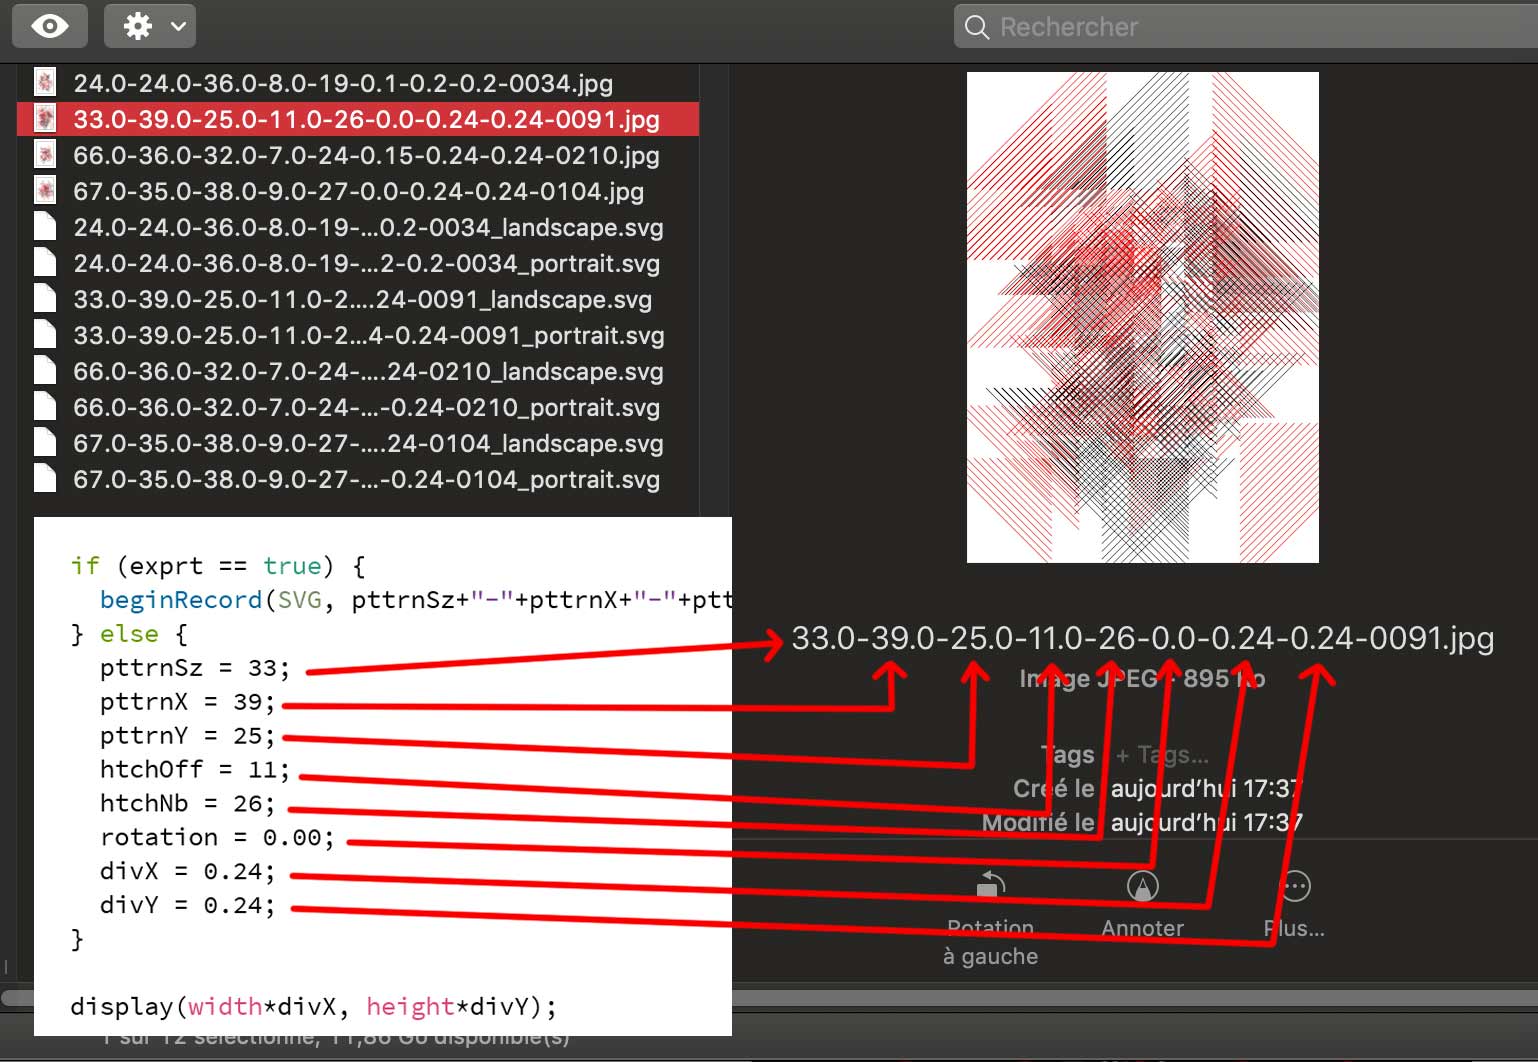 Rechercher
24.0-24.0-36.0-8.0-19-0.1-0.2-0.2-0034.jpg
33.0-39.0-25.0-11.0-26-0.0-0.24-0.24-0091.jpg
66.0-36.0-32.0-7.0-24-0.15-0.24-0.24-0210.jpg
67.0-35.0-38.0-9.0-27-0.0-0.24-0.24-0104.jpg
24.0-24.0-36.0-8.0-19-...0.2-0034_landscape.svg
24.0-24.0-36.0-8.0-19-...2-0.2-0034_portrait.svg
33.0-39.0-25.0-11.0-2....24-0091_landscape.svg
33.0-39.0-25.0-11.0-2...4-0.24-0091_portrait.svg
66.0-36.0-32.0-7.0-24-....24-0210_landscape.svg
66.0-36.0-32.0-7.0-24-...-0.24-0210_portrait.svg
67.0-35.0-38.0-9.0-27-....24-0104_landscape.svg
67.0-35.0-38.0-9.0-27-...-0.24-0104_portrait.svg
if (exprt == true) {
beginRecord(SVG, pttrnSz+"-"+pttrnX+"-"+ptt
} else {
pttrnSz = 33;
pttrnX = 39;
pttrnY = 25;
htchOff = 11;
htchNb = 26;
rotation = 0.00;
divX = 0.24;
divY = 0.24;
}
display(width*divX, height*divY);
33.0-39.0-25.0-11.0-26-0.0-0.24-0.24-0091.jpg
Image JPEG - 895 Ko
Tags + Tags...
Créé le aujourd'hui 17:37
Modifié le aujourd'hui 17:37
Rotation à gauche
Annoter
Plus...
1 sur 12 sélectionné, 11,86 Go disponible(s)